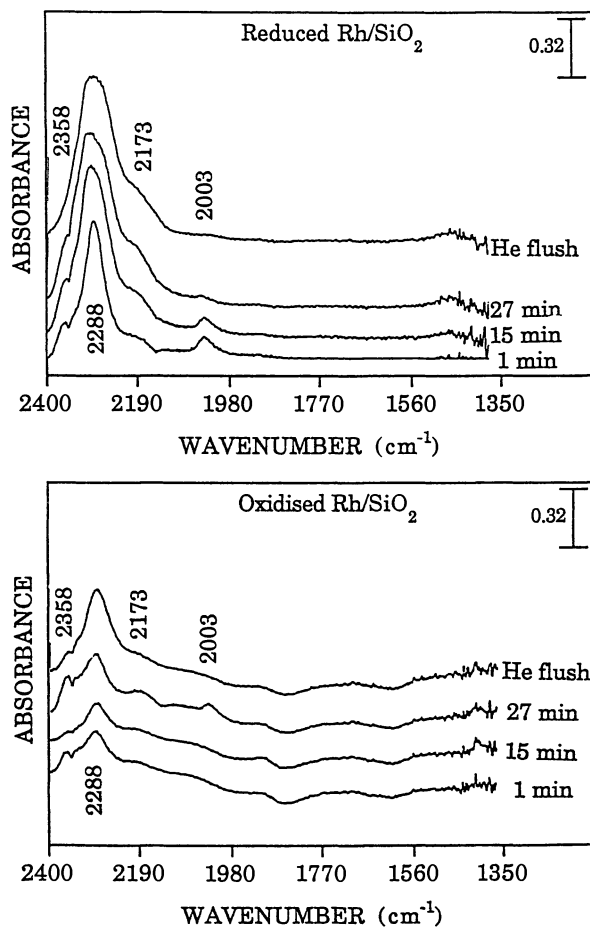 Reduced Rh/SiO₂
0.32
2358
2173
2003
2288
ABSORBANCE
He flush
27 min
15 min
1 min
2400 2190 1980 1770 1560 1350
WAVENUMBER (cm⁻¹)
Oxidised Rh/SiO₂
0.32
2358
2173
2003
2288
ABSORBANCE
He flush
27 min
15 min
1 min
2400 2190 1980 1770 1560 1350
WAVENUMBER (cm⁻¹)